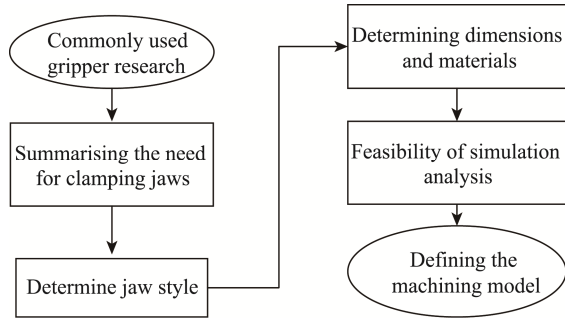 Commonly used
gripper research
Summarising the need
for clamping jaws
Determine jaw style
Determining dimensions
and materials
Feasibility of simulation
analysis
Defining the
machining model